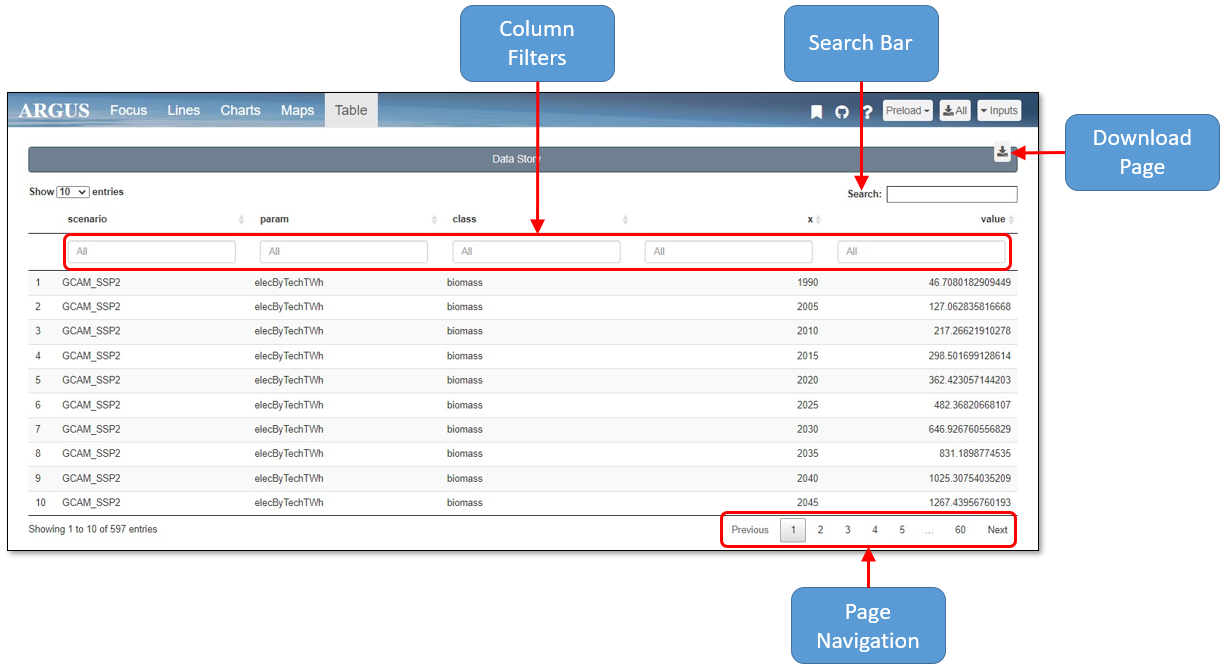 Column
Filters
Search Bar
ARGUS Focus Lines Charts Maps Table ? Preload All Inputs
Download
Page
Data Story
Show 10 entries
Search:
scenario param class x value
All All All All All
1 GCAM_SSP2 elecByTechTWh biomass 1990 46.7080182909449
2 GCAM_SSP2 elecByTechTWh biomass 2005 127.062835816668
3 GCAM_SSP2 elecByTechTWh biomass 2010 217.26621910278
4 GCAM_SSP2 elecByTechTWh biomass 2015 298.501699128614
5 GCAM_SSP2 elecByTechTWh biomass 2020 362.423057144203
6 GCAM_SSP2 elecByTechTWh biomass 2025 482.36820668107
7 GCAM_SSP2 elecByTechTWh biomass 2030 646.926760556829
8 GCAM_SSP2 elecByTechTWh biomass 2035 831.1898774535
9 GCAM_SSP2 elecByTechTWh biomass 2040 1025.30754035209
10 GCAM_SSP2 elecByTechTWh biomass 2045 1267.43956760193
Showing 1 to 10 of 597 entries
Previous 1 2 3 4 5 … 60 Next
Page
Navigation